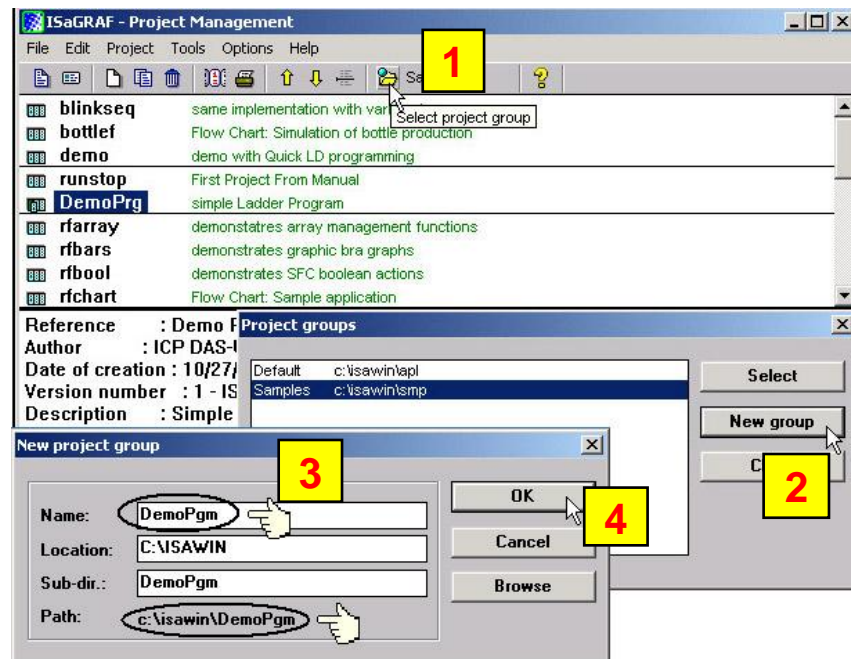 ISaGRAF - Project Management
File Edit Project Tools Options Help
1
Select project group
blinkseq same implementation with
bottlef Flow Chart: Simulation of bottle production
demo demo with Quick LD programming
runstop First Project From Manual
DemoPrg simple Ladder Program
rfarray demonstatres array management functions
rfbars demonstrates graphic bra graphs
rfbool demonstrates SFC boolean actions
rfchart Flow Chart: Sample application
Reference : Demo
Author : ICP DAS-
Date of creation : 10/27/
Version number : 1 - IS
Description : Simple
Project groups
Default c:\isawin\apl
Samples c:\isawin\smp
Select
New group
2
New project group
3
Name: DemoPgm
Location: C:\ISAWIN
Sub-dir.: DemoPgm
Path: c:\isawin\DemoPgm
OK
4
Cancel
Browse